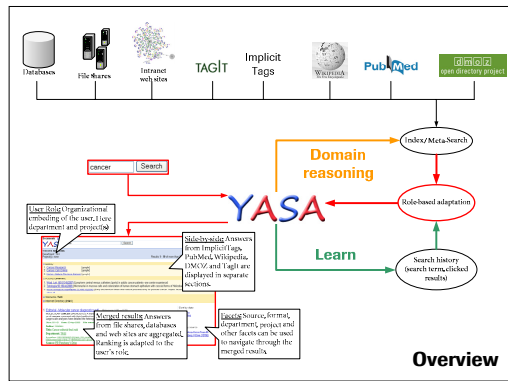 Databases
File shares
Intranet
web sites
TAGIT
Implicit
Tags
WIKIPEDIA
PubMed
dmoz
open directory project
Index/Meta-Search
Domain
reasoning
cancer
Search
Role-based adaptation
YASA
User Role: Organizational
embeding of the user, Here
department and project(s)
Side-by-side: Answers
from ImplicitTags,
PubMed, Wikipedia,
DMOZ and TagIt are
displayed in separate
sections.
Learn
Search history
(search term, clicked
results)
Merged results: Answers
from file shares, databases
and web sites are aggregated.
Ranking is adapted to the
user's role.
Facets: Source, format,
department, project and
other facets can be used
to navigate through the
merged results.
Overview